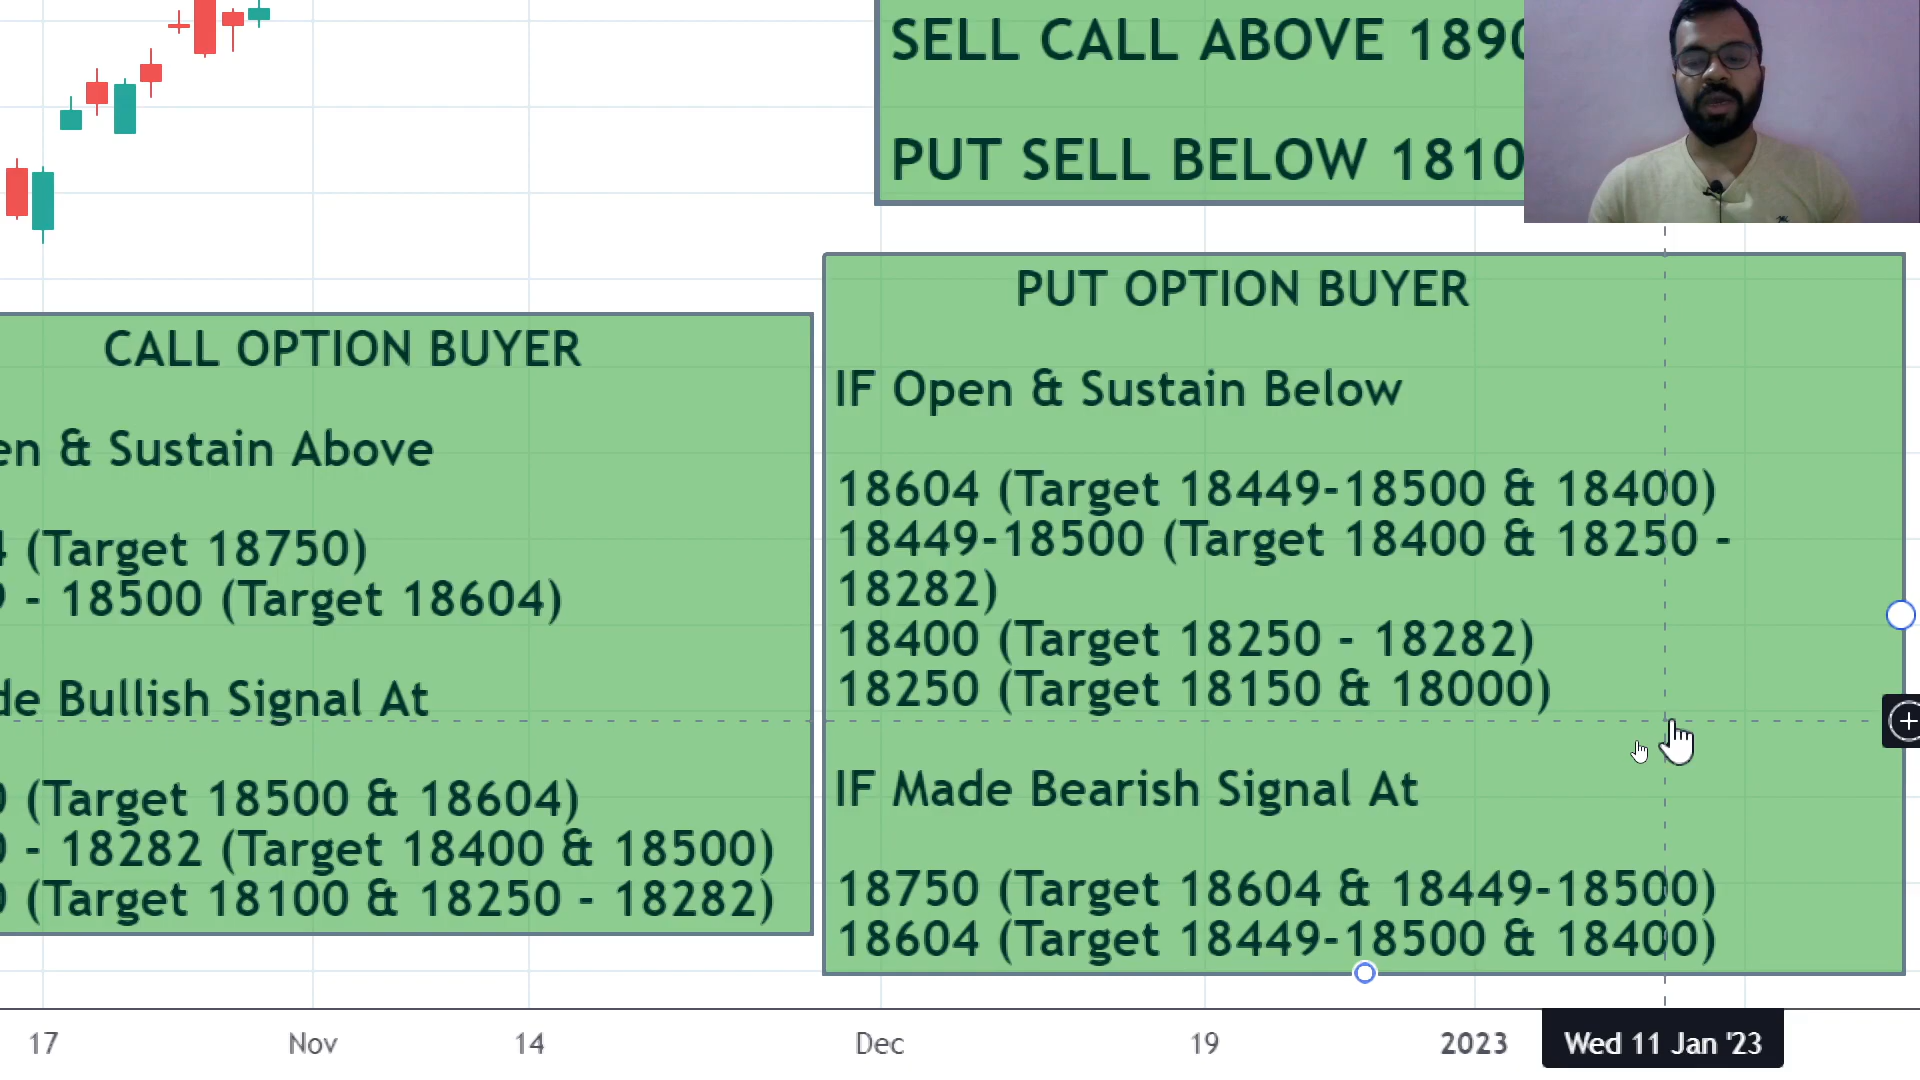 SELL CALL ABOVE 1890
PUT SELL BELOW 1810
PUT OPTION BUYER
IF Open & Sustain Below
18604 (Target 18449-18500 & 18400)
18449-18500 (Target 18400 & 18250 -
18282)
18400 (Target 18250 - 18282)
18250 (Target 18150 & 18000)
IF Made Bearish Signal At
18750 (Target 18604 & 18449-18500)
18604 (Target 18449-18500 & 18400)
CALL OPTION BUYER
& Sustain Above
(Target 18750)
- 18500 (Target 18604)
Bullish Signal At
(Target 18500 & 18604)
- 18282 (Target 18400 & 18500)
(Target 18100 & 18250 - 18282)
17 Nov 14 Dec 19 2023 Wed 11 Jan '23